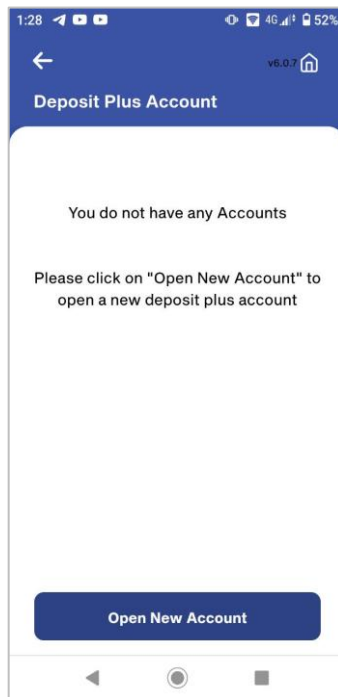 1:28 4G 52%
v6.0.7
Deposit Plus Account
You do not have any Accounts
Please click on "Open New Account" to
open a new deposit plus account
Open New Account